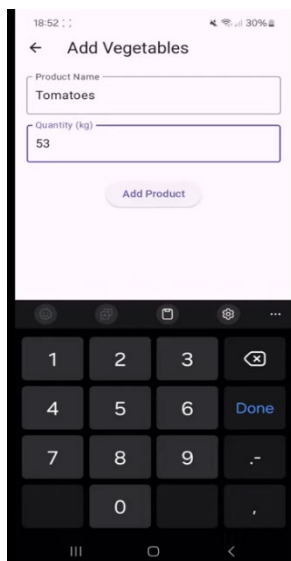 18:52
30%
Add Vegetables
Product Name
Tomatoes
Quantity (kg)
53
Add Product
1 2 3
4 5 6 Done
7 8 9 .-
0 ,